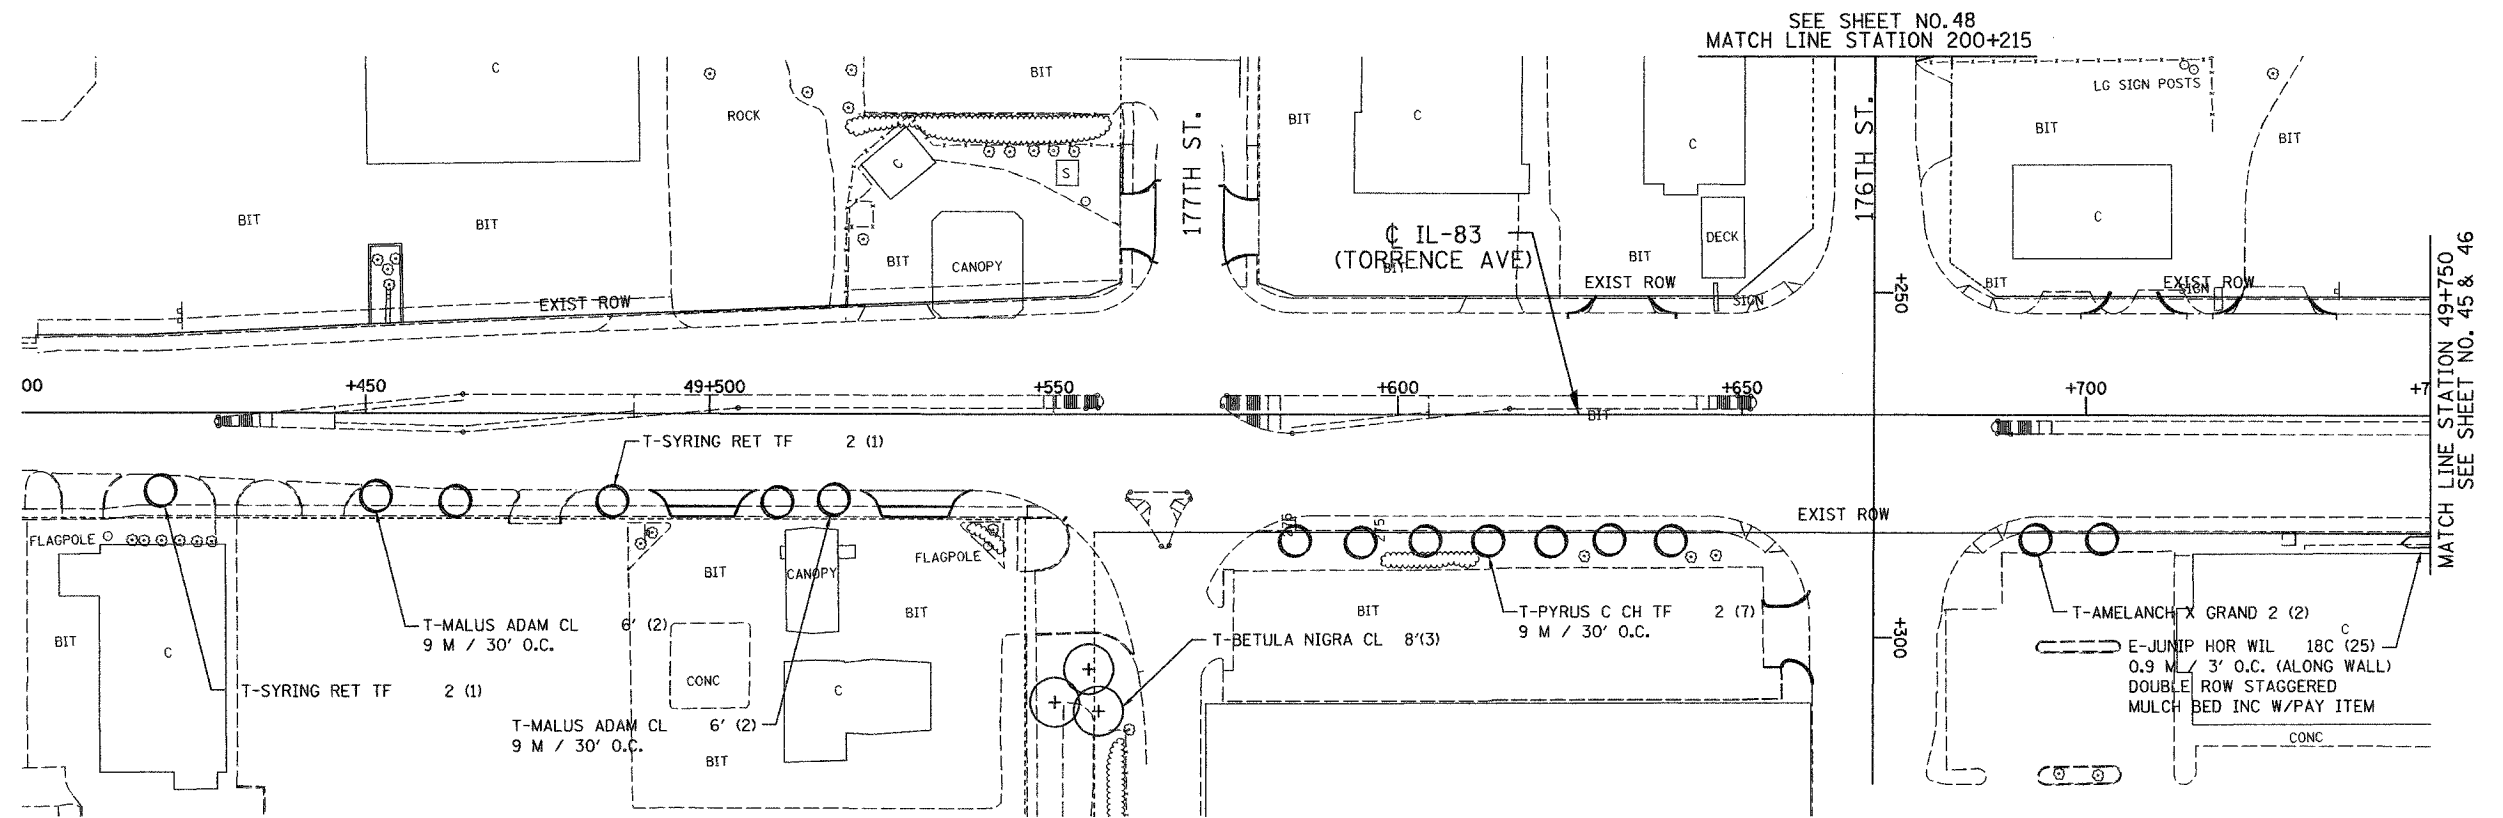 SEE SHEET NO. 48
MATCH LINE STATION 200+215
C
BIT
ROCK
BIT
C
C
BIT
LG SIGN POSTS
BIT
BIT
177TH ST.
176TH ST.
C
S
BIT
BIT
C
DECK
BIT
CANOPY
℄ IL-83
(TORRENCE AVE)
BIT
BIT
EXIST ROW
EXIST ROW
SIGN
BIT
EXIST ROW
SIGN
+250
MATCH LINE STATION 49+750
SEE SHEET NO. 45 & 46
00
+450
49+500
+550
+600
+650
+700
+7
BIT
T-SYRING RET TF 2 (1)
EXIST ROW
275
275
FLAGPOLE
FLAGPOLE
CANOPY
BIT
BIT
BIT
T-MALUS ADAM CL 6' (2)
9 M / 30' O.C.
T-PYRUS C CH TF 2 (7)
9 M / 30' O.C.
T-AMELANCH X GRAND 2 (2)
BIT
C
T-BETULA NIGRA CL 8'(3)
+300
C
E-JUNIP HOR WIL 18C (25)
0.9 M / 3' O.C. (ALONG WALL)
DOUBLE ROW STAGGERED
MULCH BED INC W/PAY ITEM
CONC
C
T-SYRING RET TF 2 (1)
T-MALUS ADAM CL 6' (2)
9 M / 30' O.C.
BIT
CONC